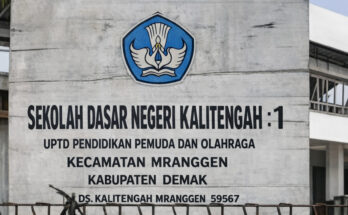 SEKOLAH DASAR NEGERI KALITENGAH : 1
UPTD PENDIDIKAN PEMUDA DAN OLAHRAGA
KECAMATAN MRANGGEN
KABUPATEN DEMAK
DS. KALITENGAH MRANGGEN 59567